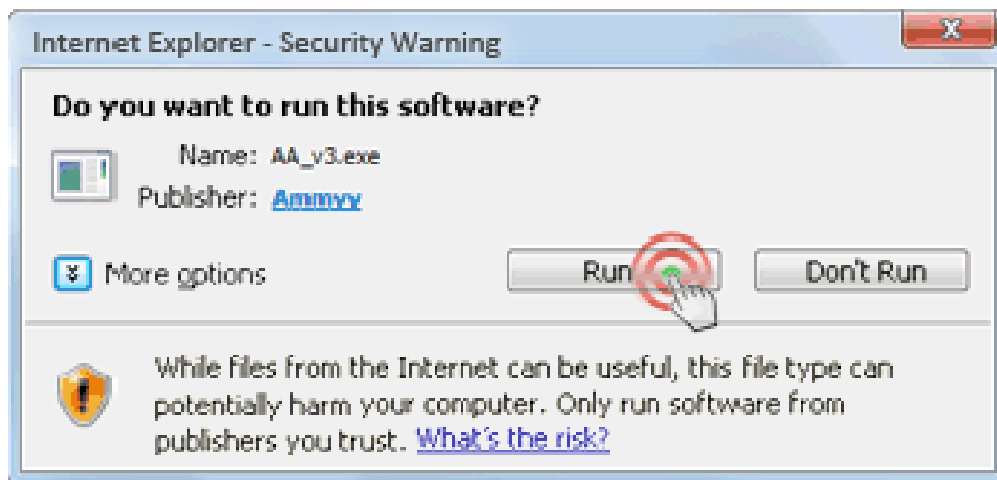 Internet Explorer - Security Warning
X
Do you want to run this software?
Name: AA_v3.exe
Publisher: Ammyy
More options
Run
Don't Run
While files from the Internet can be useful, this file type can
potentially harm your computer. Only run software from
publishers you trust. What's the risk?